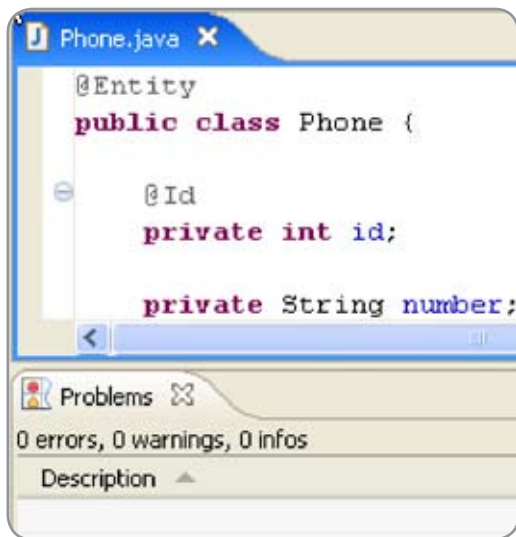 Phone.java
@Entity
public class Phone {
@Id
private int id;
private String number;
Problems
0 errors, 0 warnings, 0 infos
Description